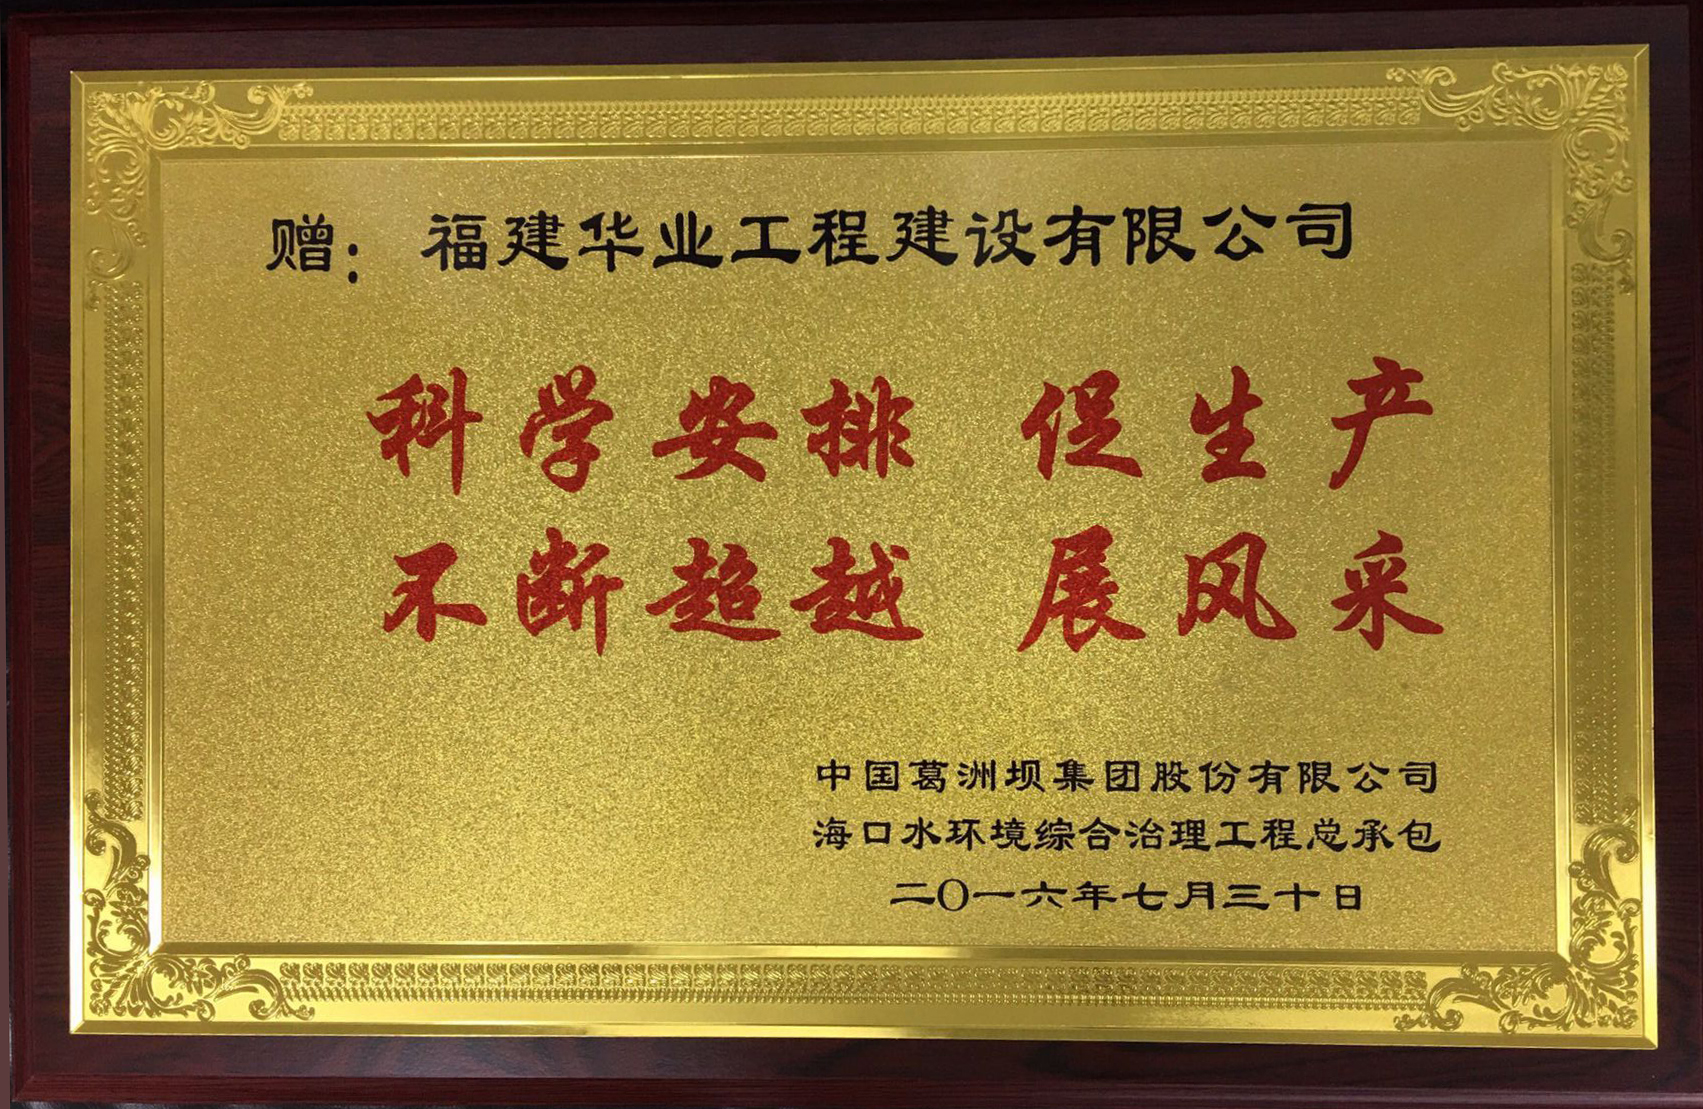 赠：福建华业工程建设有限公司
科学安排 促生产
不断超越 展风采
中国葛洲坝集团股份有限公司
海口水环境综合治理工程总承包
二〇一六年七月三十日